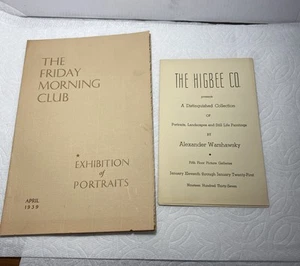 THE
FRIDAY
MORNING
CLUB
EXHIBITION
of
PORTRAITS
APRIL
1939
THE HIGBEE CO.
presents
A Distinguished Collection
OF
Portraits, Landscapes and Still Life Paintings
BY
Alexander Warshawsky
Fifth Floor Picture Galleries
January Eleventh through January Twenty-Four
Nineteen Hundred Thirty-Seven